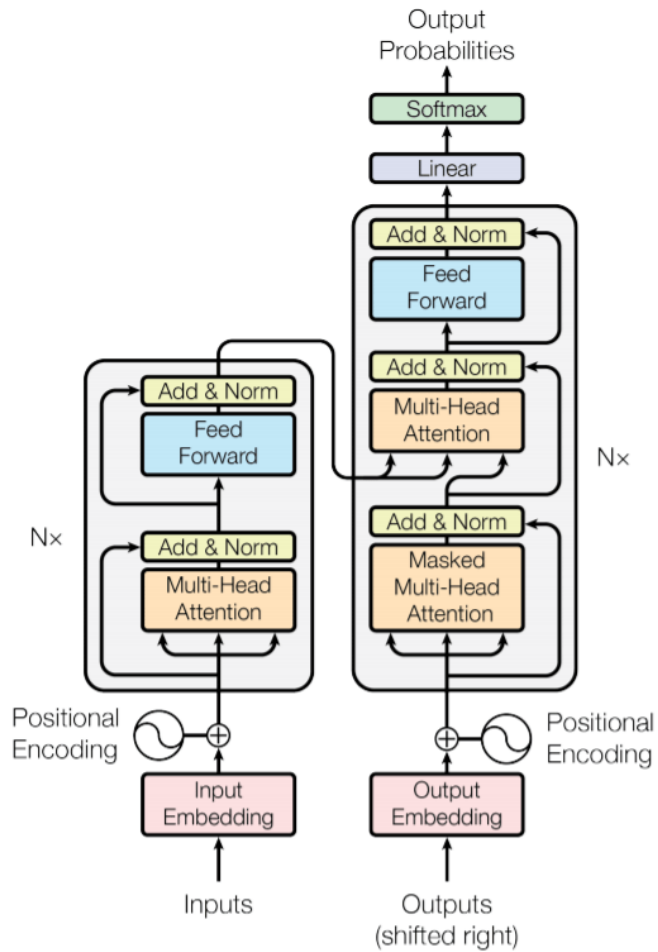 Output
Probabilities
Softmax
Linear
Add & Norm
Feed
Forward
Add & Norm
Multi-Head
Attention
Add & Norm
Masked
Multi-Head
Attention
N×
Add & Norm
Feed
Forward
Add & Norm
Multi-Head
Attention
N×
Positional
Encoding
Positional
Encoding
Input
Embedding
Output
Embedding
Inputs
Outputs
(shifted right)